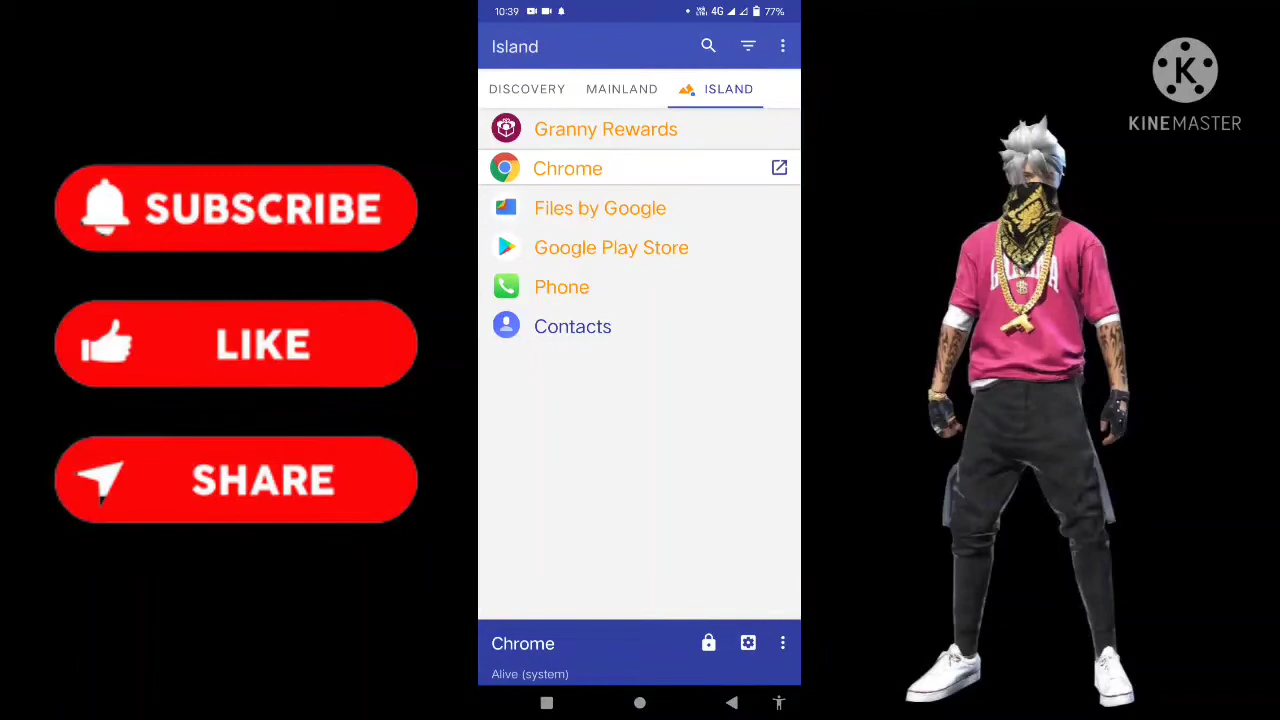 10:39
4G
77%
Island
DISCOVERY
MAINLAND
ISLAND
Granny Rewards
Chrome
Files by Google
Google Play Store
Phone
Contacts
Chrome
Alive (system)
SUBSCRIBE
LIKE
SHARE
K
KINEMASTER